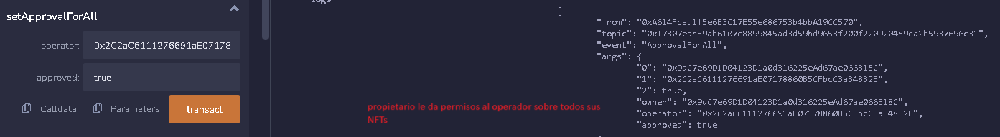 logs [
setApprovalForAll
{
"from": "0xA614Fbad1f5e6B3C17E55e686753b4bbA19CC570",
operator: 0x2C2aC6111276691aE07178
"topic": "0x17307eab39ab6107e8899845ad3d59bd9653f200f220920489ca2b5937696c31",
"event": "ApprovalForAll",
"args": {
approved: true
"0": "0x9dC7e69D1D04123D1a0d316225eAd67ae066318C",
"1": "0x2C2aC6111276691aE07178860B5CFbcC3a34832E",
"2": true,
Calldata Parameters transact
propietario le da permisos al operador sobre todos sus
NFTs
"owner": "0x9dC7e69D1D04123D1a0d316225eAd67ae066318C",
"operator": "0x2C2aC6111276691aE07178860B5CFbcC3a34832E",
"approved": true
}